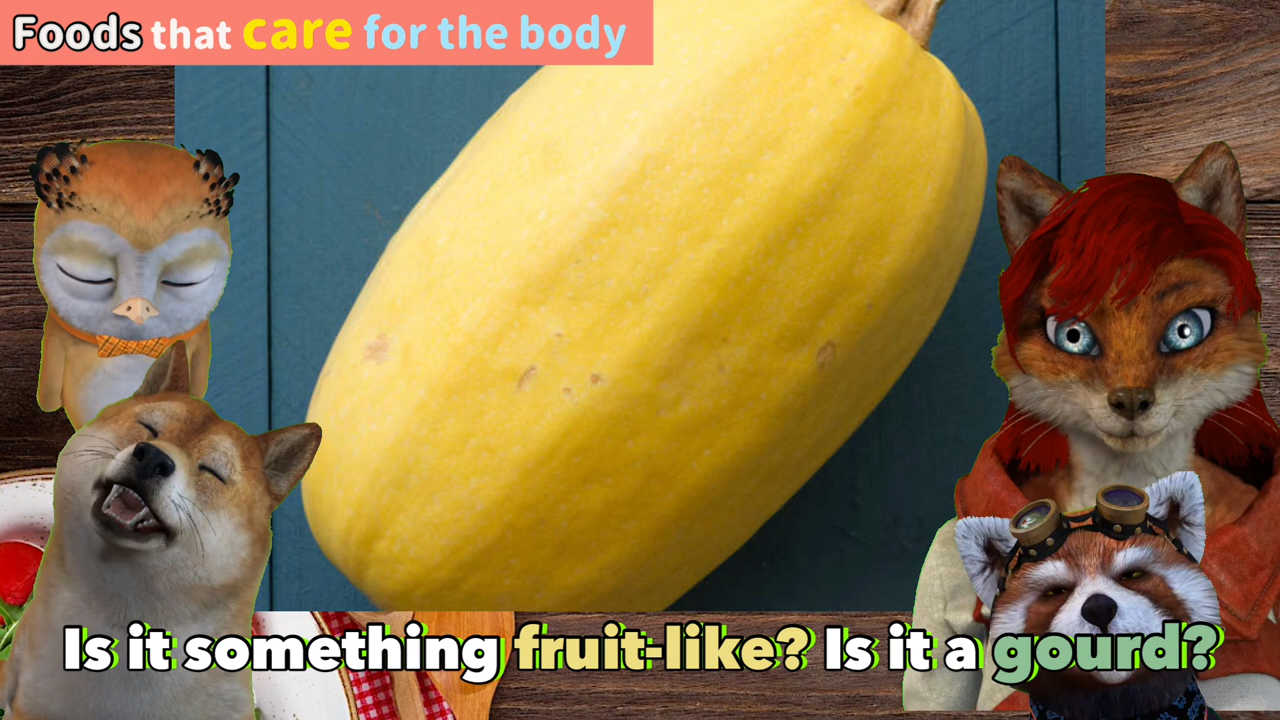 Foods that care for the body
Is it something fruit-like? Is it a gourd?